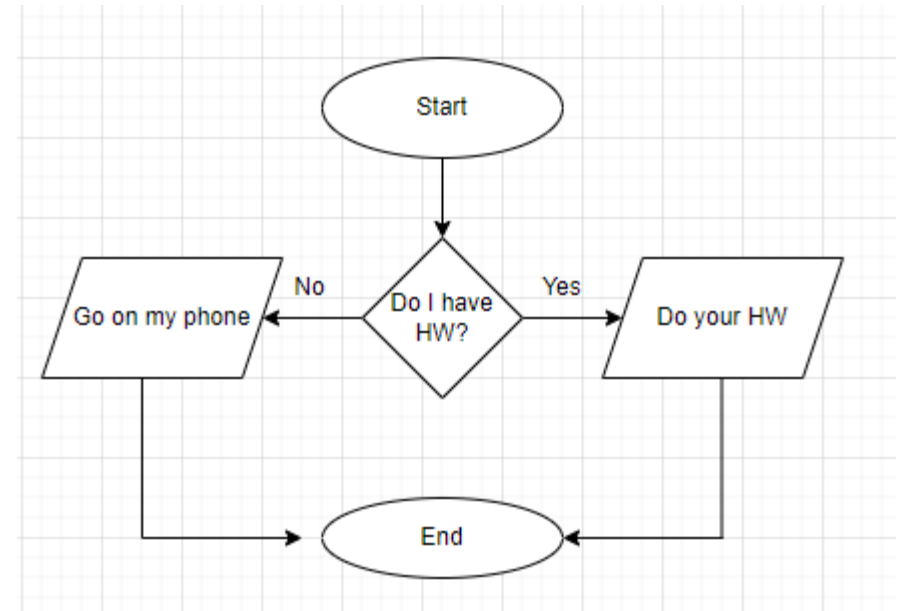 Start
No
Yes
Go on my phone
Do I have
HW?
Do your HW
End